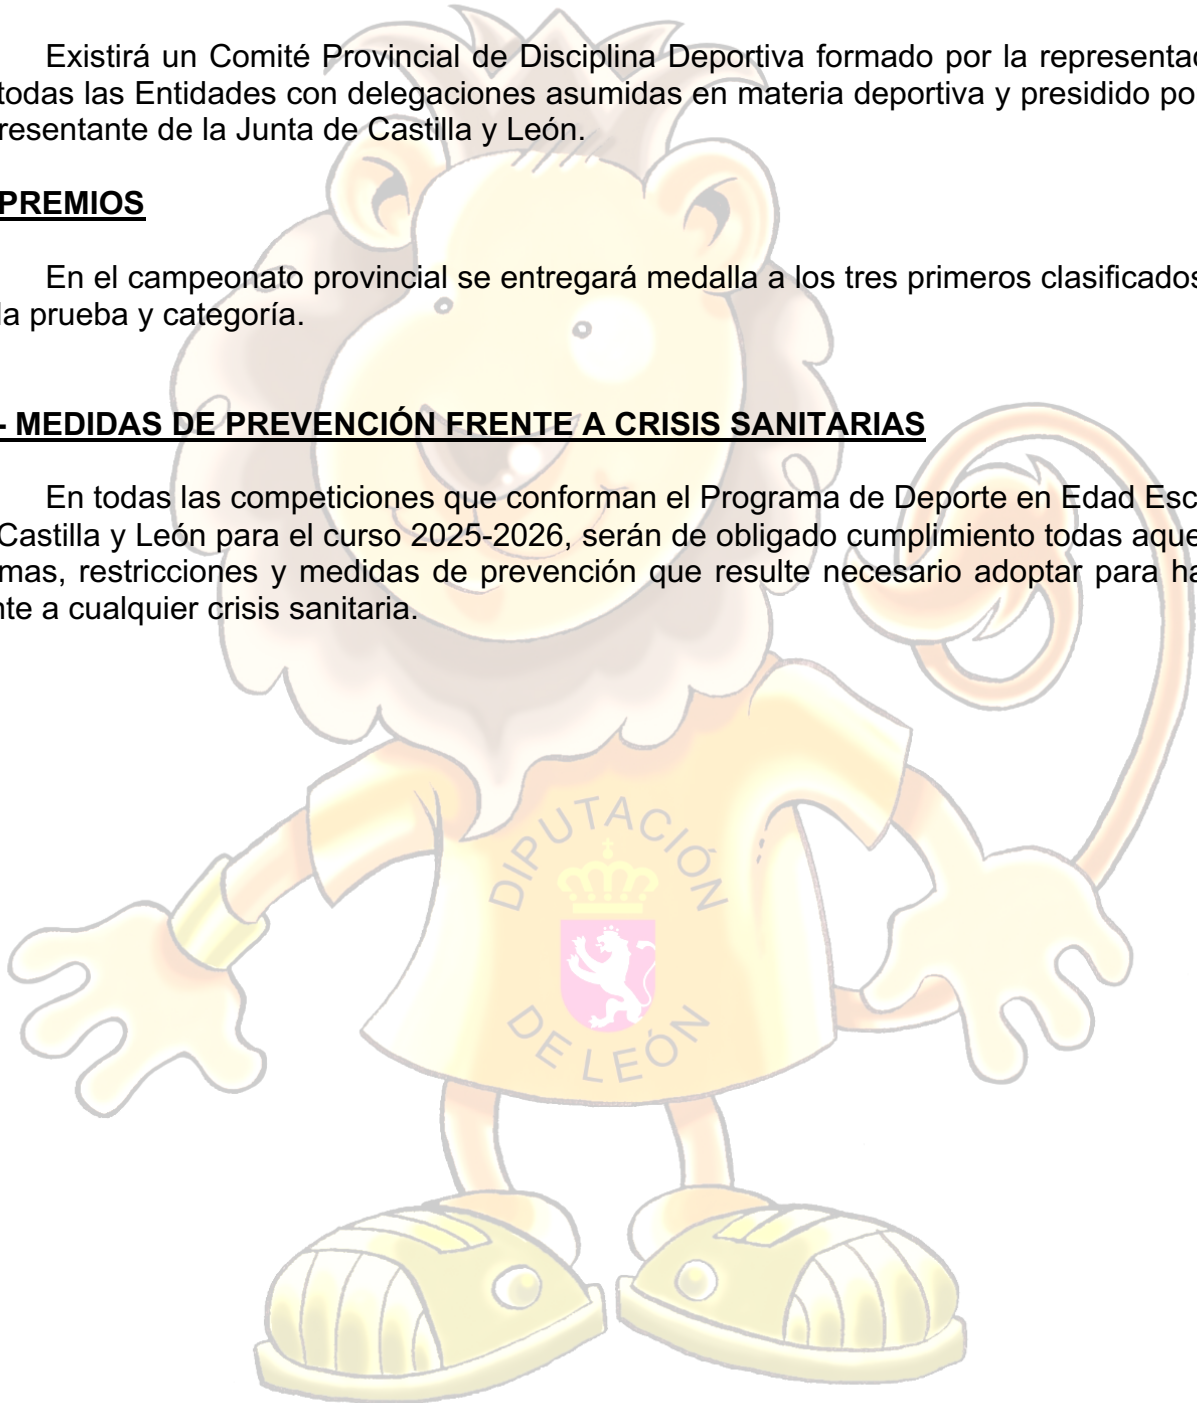 Existirá un Comité Provincial de Disciplina Deportiva formado por la representac
todas las Entidades con delegaciones asumidas en materia deportiva y presidido po
resentante de la Junta de Castilla y León.
PREMIOS
En el campeonato provincial se entregará medalla a los tres primeros clasificados
la prueba y categoría.
- MEDIDAS DE PREVENCIÓN FRENTE A CRISIS SANITARIAS
En todas las competiciones que conforman el Programa de Deporte en Edad Esc
Castilla y León para el curso 2025-2026, serán de obligado cumplimiento todas aque
mas, restricciones y medidas de prevención que resulte necesario adoptar para ha
nte a cualquier crisis sanitaria.
DIPUTACIÓN
DE LEÓN